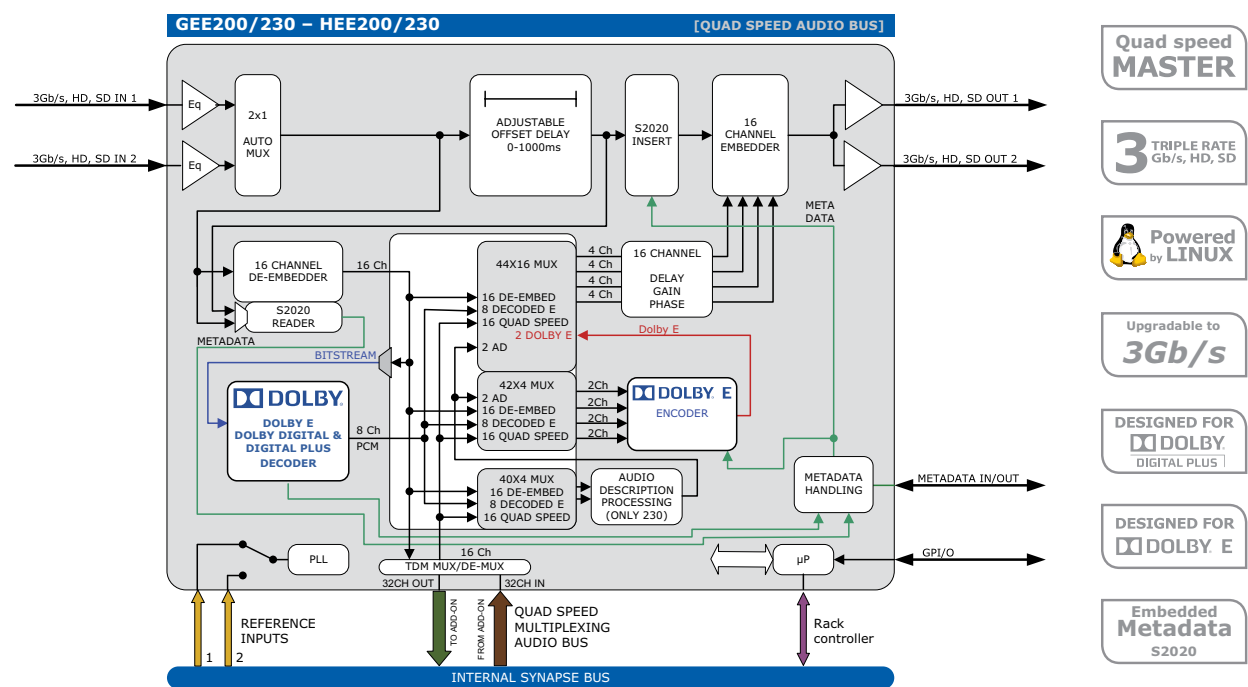 GEE200/230 – HEE200/230
[QUAD SPEED AUDIO BUS]
3Gb/s, HD, SD IN 1
3Gb/s, HD, SD IN 2
Eq
Eq
2x1
AUTO
MUX
ADJUSTABLE
OFFSET DELAY
0-1000ms
S2020
INSERT
16
CHANNEL
EMBEDDER
3Gb/s, HD, SD OUT 1
3Gb/s, HD, SD OUT 2
META
DATA
16 CHANNEL
DE-EMBEDDER
16 Ch
S2020
READER
METADATA
BITSTREAM
44X16 MUX
16 DE-EMBED
8 DECODED E
16 QUAD SPEED
2 DOLBY E
2 AD
4 Ch
4 Ch
4 Ch
4 Ch
16 CHANNEL
DELAY
GAIN
PHASE
Dolby E
DOLBY
DOLBY E
DOLBY DIGITAL &
DIGITAL PLUS
DECODER
8 Ch
PCM
42X4 MUX
2 AD
16 DE-EMBED
8 DECODED E
16 QUAD SPEED
2Ch
2Ch
2Ch
2Ch
DOLBY E
ENCODER
40X4 MUX
16 DE-EMBED
8 DECODED E
16 QUAD SPEED
AUDIO
DESCRIPTION
PROCESSING
(ONLY 230)
METADATA
HANDLING
METADATA IN/OUT
PLL
16 Ch
TDM MUX/DE-MUX
32CH OUT
32CH IN
µP
GPI/O
REFERENCE
INPUTS
1
2
TO ADD-ON
FROM ADD-ON
QUAD SPEED
MULTIPLEXING
AUDIO BUS
Rack
controller
INTERNAL SYNAPSE BUS
Quad speed
MASTER
3 TRIPLE RATE
Gb/s, HD, SD
Powered
by LINUX
Upgradable to
3Gb/s
DESIGNED FOR
DOLBY
DIGITAL PLUS
DESIGNED FOR
DOLBY E
Embedded
Metadata
S2020